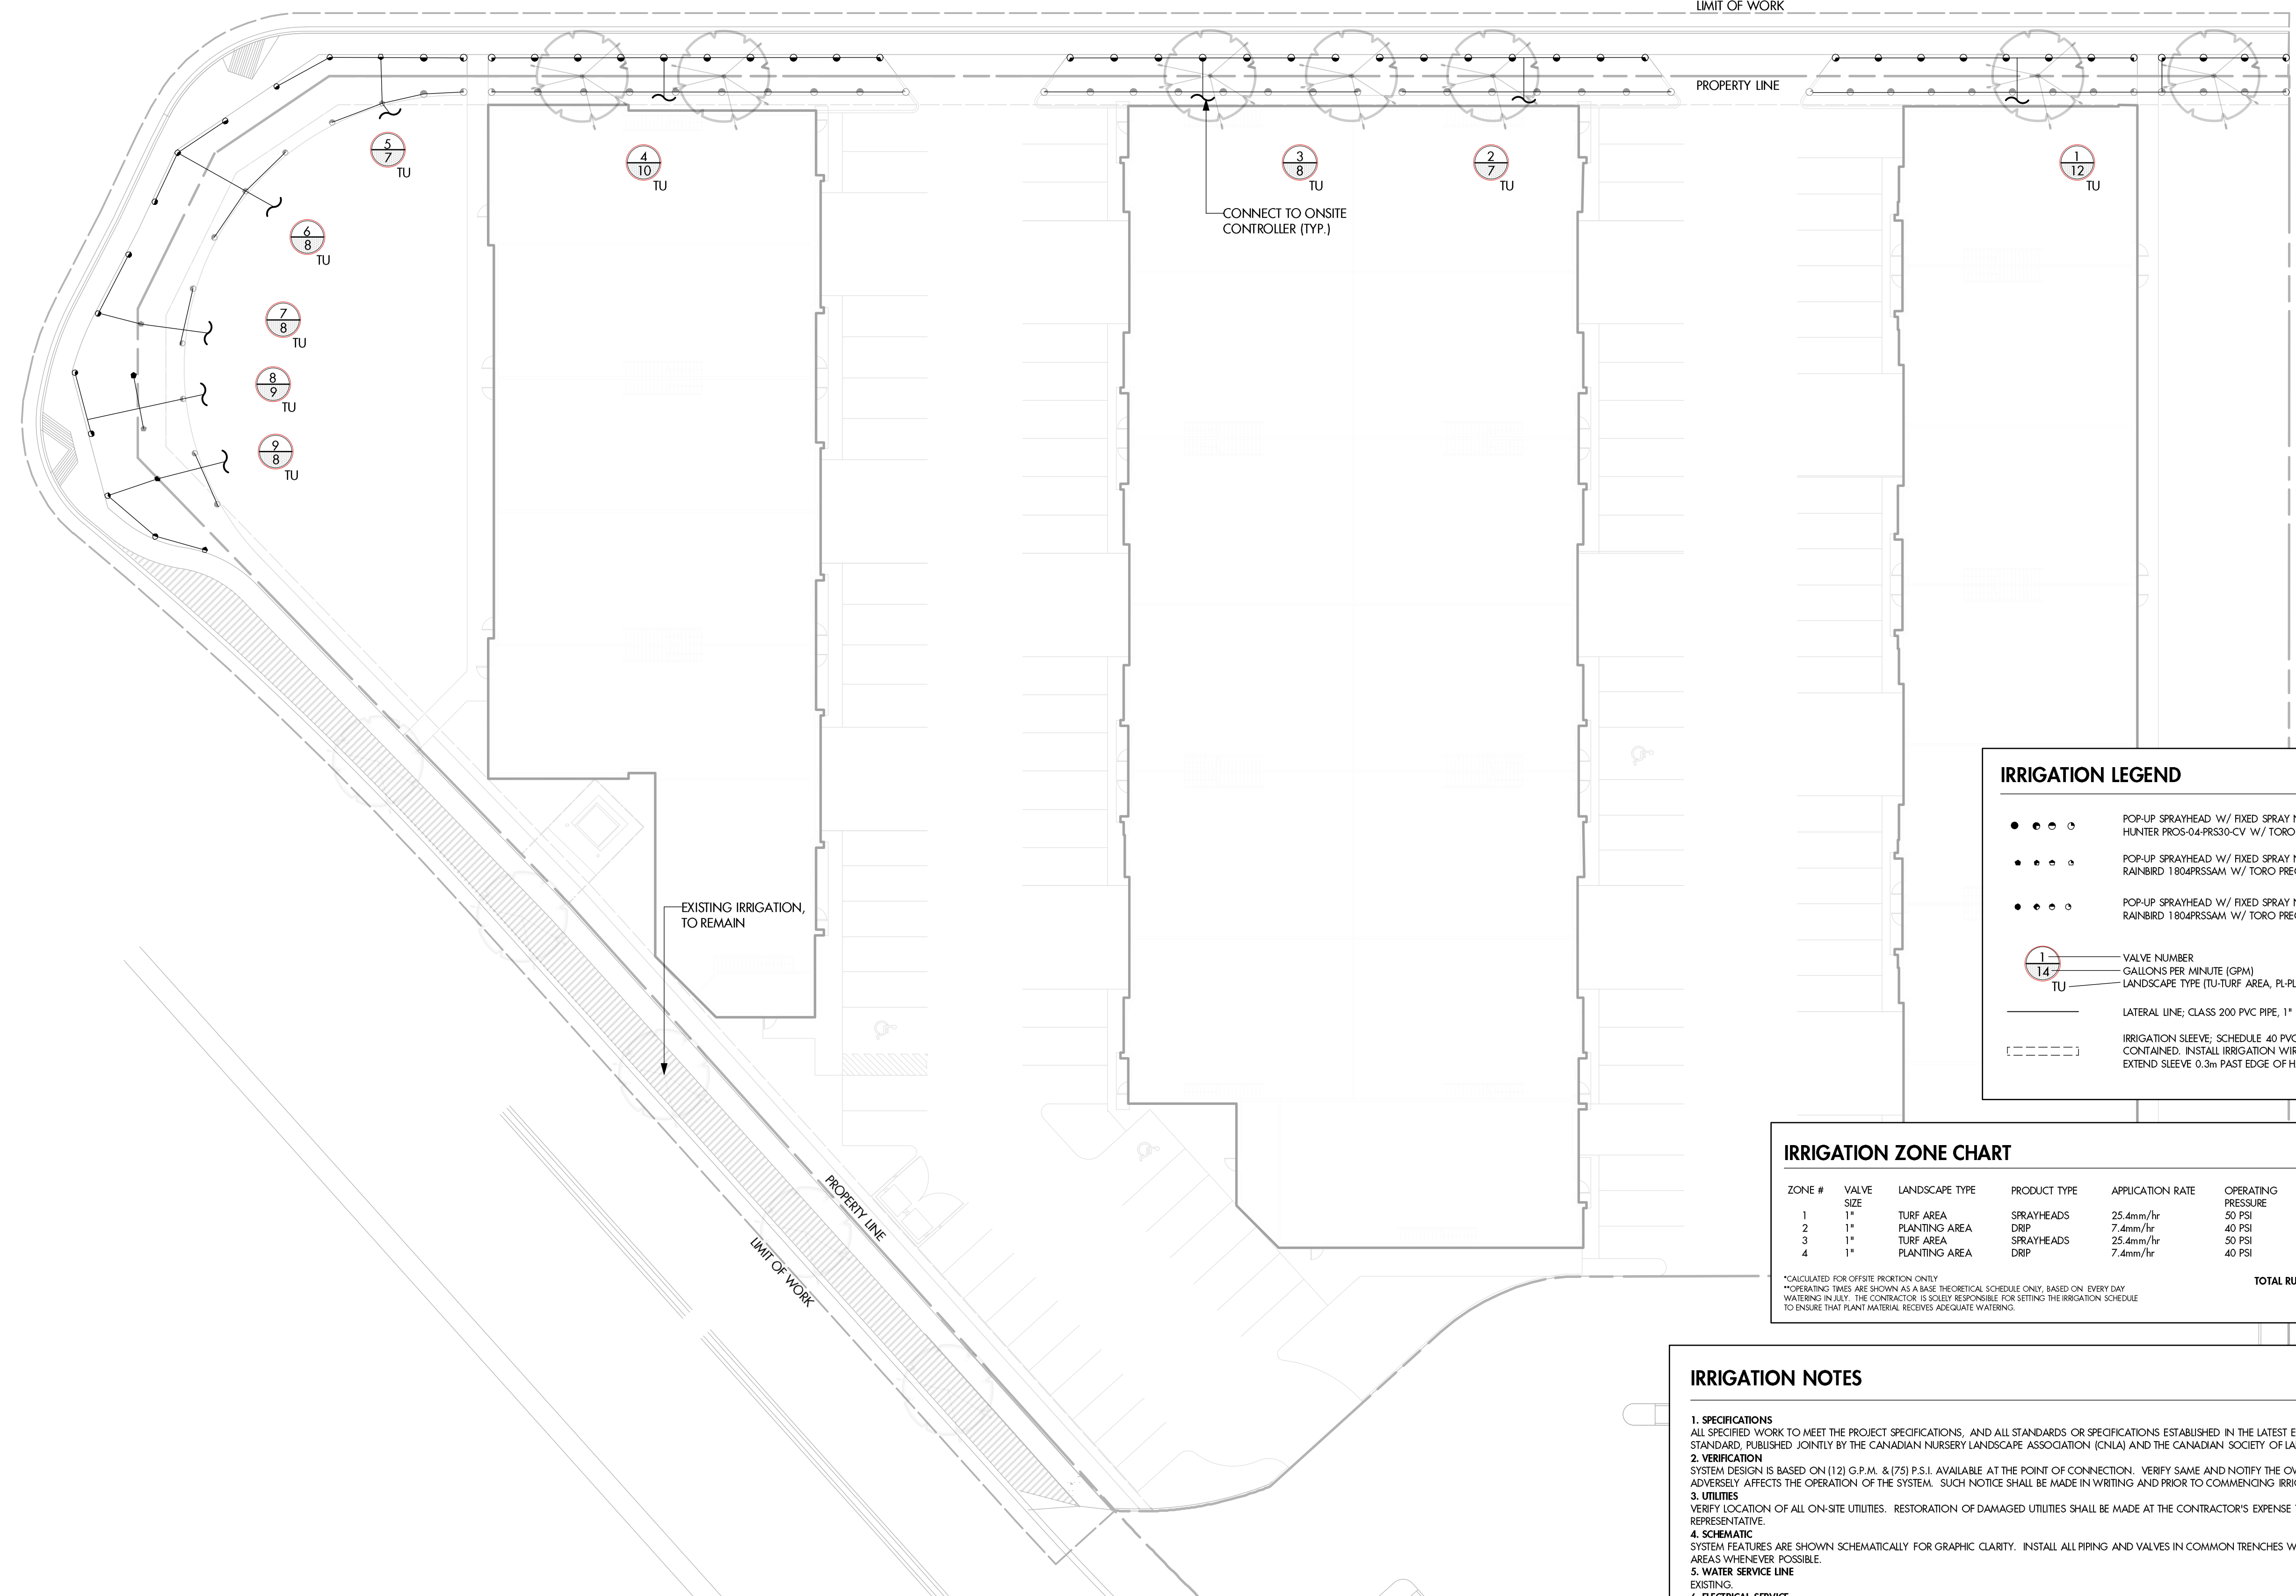 LIMIT OF WORK
PROPERTY LINE
5
7
TU
4
10
TU
3
8
TU
2
7
TU
1
12
TU
CONNECT TO ONSITE
CONTROLLER (TYP.)
6
8
TU
7
8
TU
8
9
TU
9
8
TU
EXISTING IRRIGATION,
TO REMAIN
PROPERTY LINE
LIMIT OF WORK
IRRIGATION LEGEND
POP-UP SPRAYHEAD W/ FIXED SPRAY
HUNTER PROS-04-PRS30-CV W/ TORO
POP-UP SPRAYHEAD W/ FIXED SPRAY
RAINBIRD 1804PRSSAM W/ TORO
POP-UP SPRAYHEAD W/ FIXED SPRAY
RAINBIRD 1804PRSSAM W/ TORO
1
14
TU
VALVE NUMBER
GALLONS PER MINUTE (GPM)
LANDSCAPE TYPE (TU-TURF AREA,
LATERAL LINE; CLASS 200 PVC PIPE, 1"
IRRIGATION SLEEVE; SCHEDULE 40 PVC
CONTAINED. INSTALL IRRIGATION
EXTEND SLEEVE 0.3m PAST EDGE OF
IRRIGATION ZONE CHART
ZONE # VALVE SIZE LANDSCAPE TYPE PRODUCT TYPE APPLICATION RATE OPERATING PRESSURE
1 1" TURF AREA SPRAYHEADS 25.4mm/hr 50 PSI
2 1" PLANTING AREA DRIP 7.4mm/hr 40 PSI
3 1" TURF AREA SPRAYHEADS 25.4mm/hr 50 PSI
4 1" PLANTING AREA DRIP 7.4mm/hr 40 PSI
*CALCULATED FOR OFFSITE PRORTION ONLY
TOTAL
**OPERATING TIMES ARE SHOWN AS A BASE THEORETICAL SCHEDULE ONLY, BASED ON EVERY DAY
WATERING IN JULY. THE CONTRACTOR IS SOLELY RESPONSIBLE FOR SETTING THE IRRIGATION SCHEDULE
TO ENSURE THAT PLANT MATERIAL RECEIVES ADEQUATE WATERING.
IRRIGATION NOTES
1. SPECIFICATIONS
ALL SPECIFIED WORK TO MEET THE PROJECT SPECIFICATIONS, AND ALL STANDARDS OR SPECIFICATIONS ESTABLISHED IN THE LATEST
STANDARD, PUBLISHED JOINTLY BY THE CANADIAN NURSERY LANDSCAPE ASSOCIATION (CNLA) AND THE CANADIAN SOCIETY OF
2. VERIFICATION
SYSTEM DESIGN IS BASED ON (12) G.P.M. & (75) P.S.I. AVAILABLE AT THE POINT OF CONNECTION. VERIFY SAME AND NOTIFY THE
ADVERSELY AFFECTS THE OPERATION OF THE SYSTEM. SUCH NOTICE SHALL BE MADE IN WRITING AND PRIOR TO COMMENCING
3. UTILITIES
VERIFY LOCATION OF ALL ON-SITE UTILITIES. RESTORATION OF DAMAGED UTILITIES SHALL BE MADE AT THE CONTRACTOR'S EXPENSE
REPRESENTATIVE.
4. SCHEMATIC
SYSTEM FEATURES ARE SHOWN SCHEMATICALLY FOR GRAPHIC CLARITY. INSTALL ALL PIPING AND VALVES IN COMMON TRENCHES
AREAS WHENEVER POSSIBLE.
5. WATER SERVICE LINE
EXISTING.